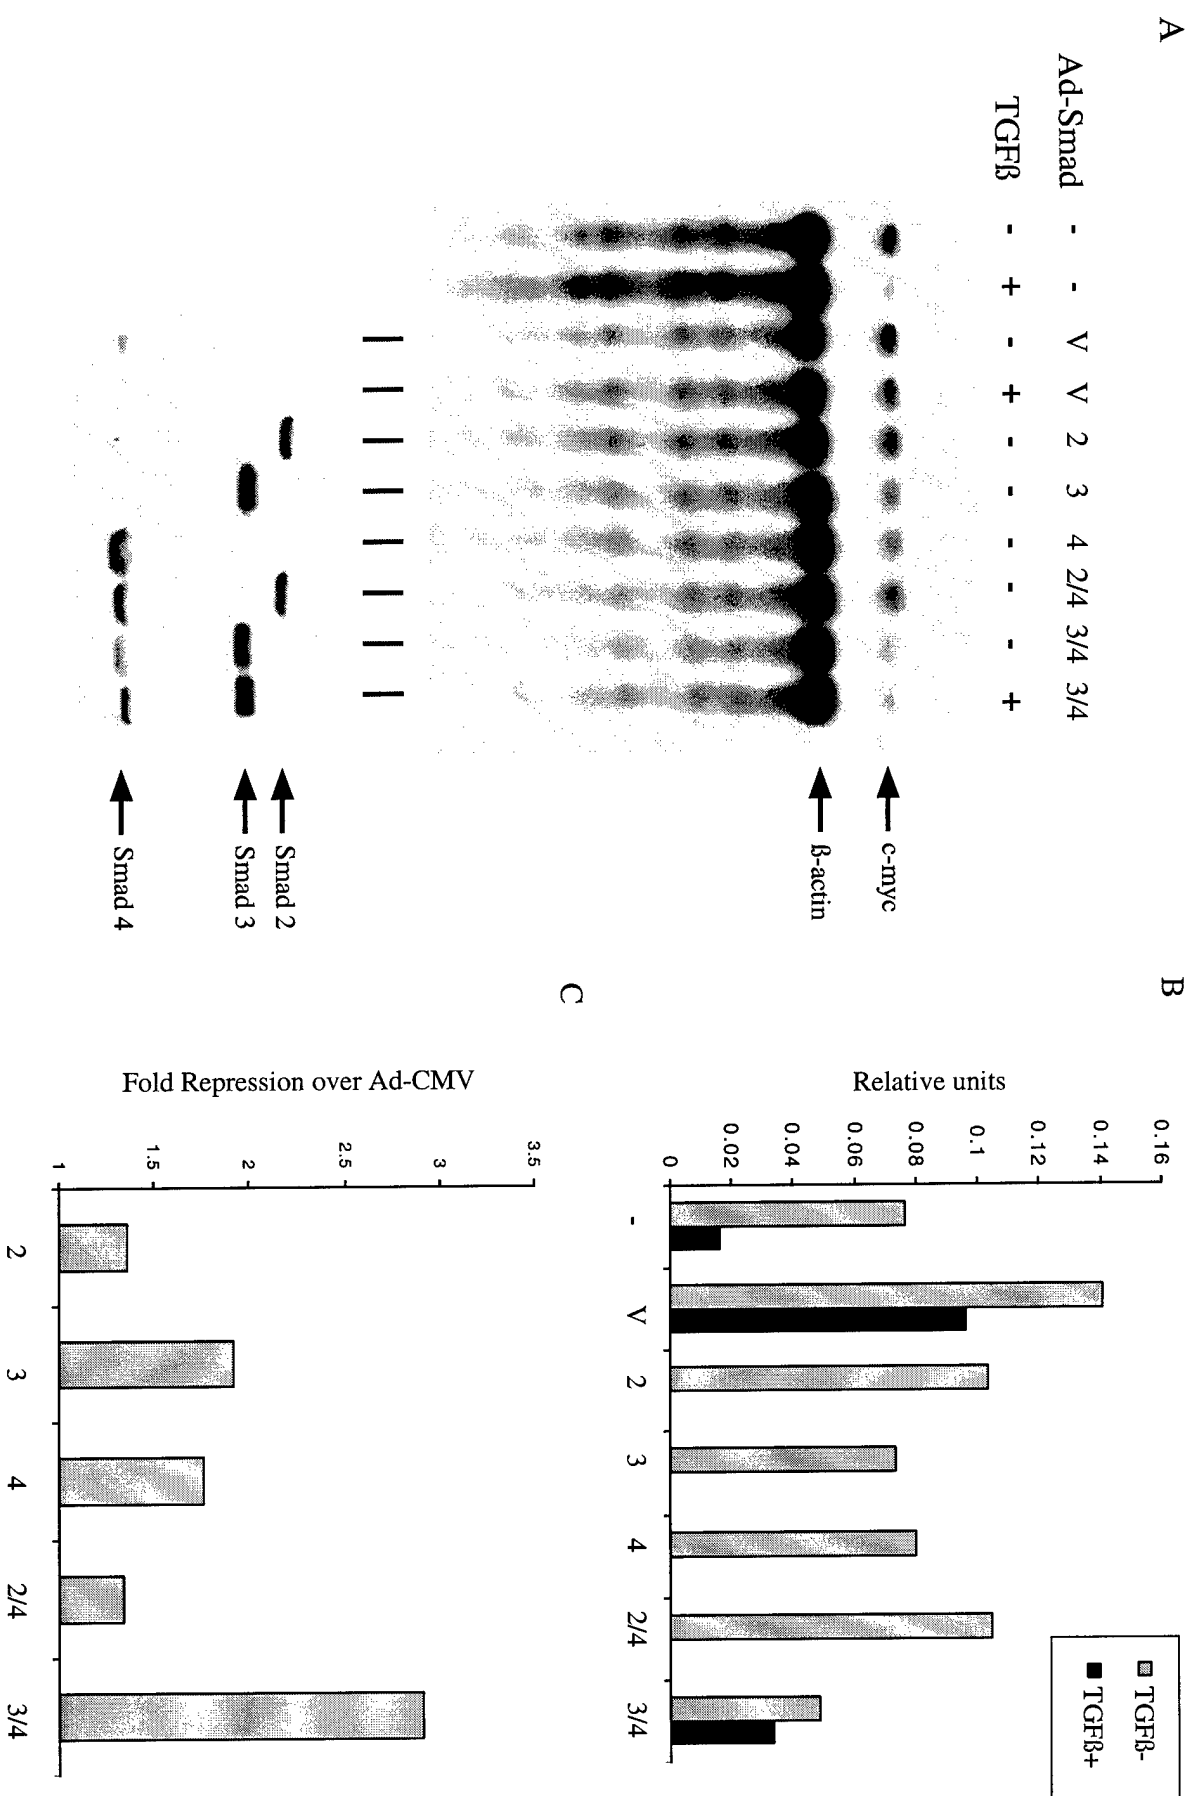 A
Ad-Smad - - V V 2 3 4 2/4 3/4 3/4
TGFß - + - + - - - - - +
c-myc
ß-actin
Smad 2
Smad 3
Smad 4
B
TGFß-
TGFß+
Relative units
0.16
0.14
0.12
0.1
0.08
0.06
0.04
0.02
0
- V 2 3 4 2/4 3/4
C
Fold Repression over Ad-CMV
3.5
3
2.5
2
1.5
1
2 3 4 2/4 3/4